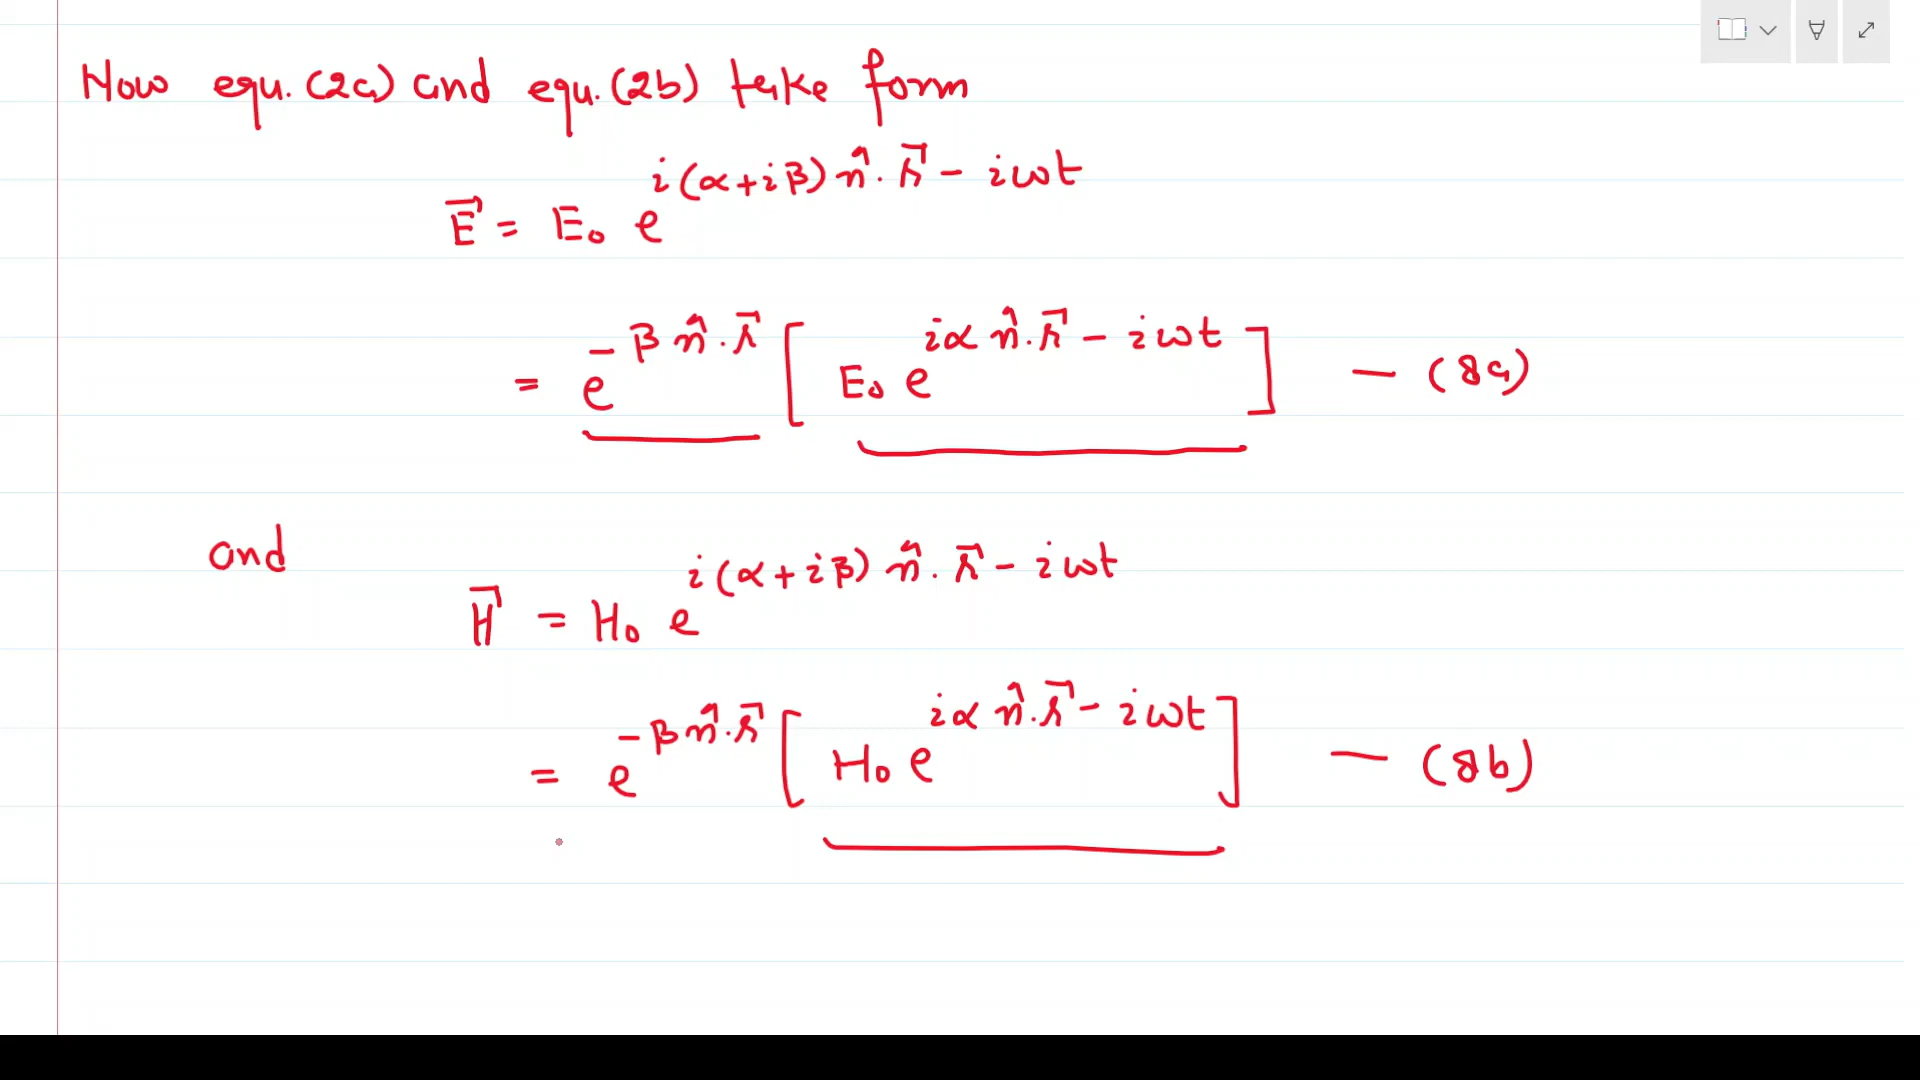 Now equ.(2a) and equ.(2b) take form
E⃗ = E₀ e^{i(α+iβ) n̂·r⃗ - iωt}
= e^{-β n̂·r⃗} [ E₀ e^{iα n̂·r⃗ - iωt} ] — (8a)
and
H⃗ = H₀ e^{i(α+iβ) n̂·r⃗ - iωt}
= e^{-β n̂·r⃗} [ H₀ e^{iα n̂·r⃗ - iωt} ] — (8b)